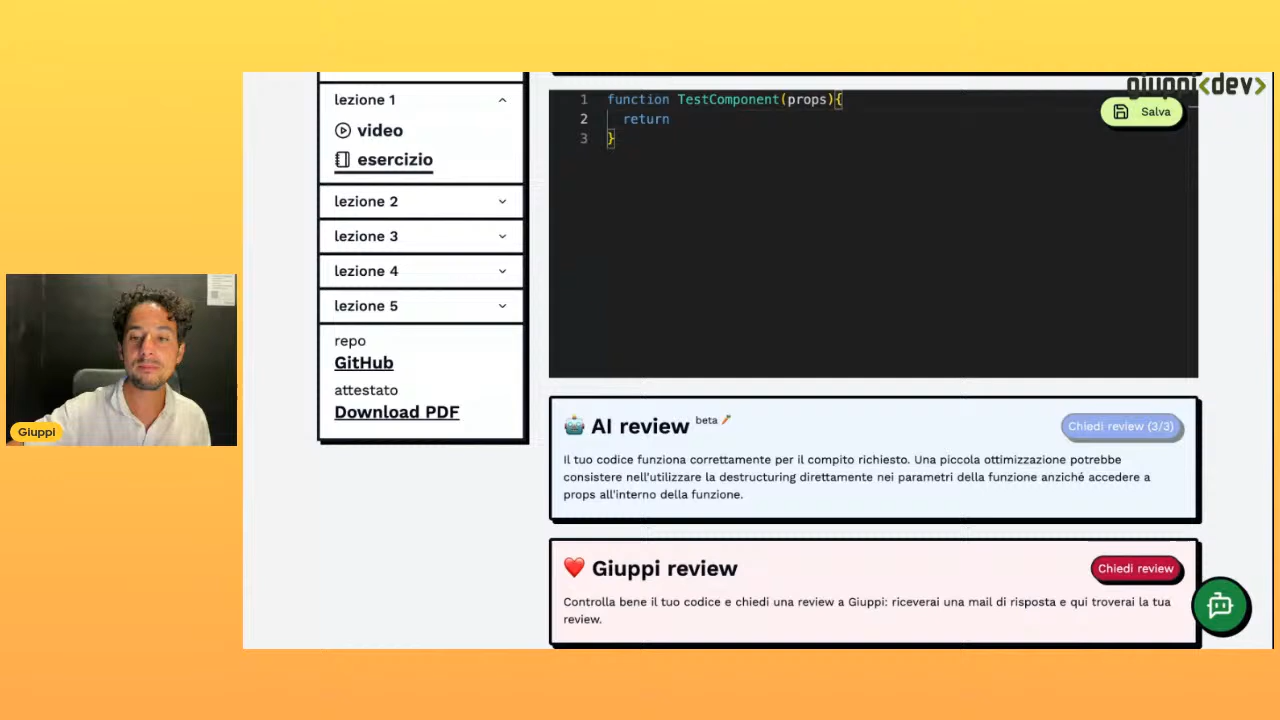 giuppi<dev>
lezione 1
video
esercizio
lezione 2
lezione 3
lezione 4
lezione 5
repo
GitHub
attestato
Download PDF
1 function TestComponent(props){
2 return
3 }
Salva
AI review beta
Chiedi review (3/3)
Il tuo codice funziona correttamente per il compito richiesto. Una piccola ottimizzazione potrebbe
consistere nell'utilizzare la destructuring direttamente nei parametri della funzione anziché accedere a
props all'interno della funzione.
Giuppi review
Chiedi review
Controlla bene il tuo codice e chiedi una review a Giuppi: riceverai una mail di risposta e qui troverai la tua
review.
Giuppi